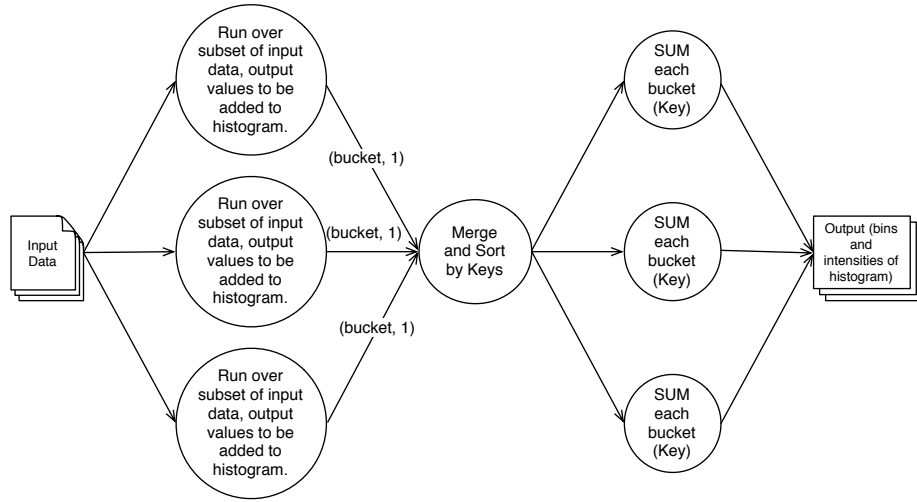 Run over
subset of input
data, output
values to be
added to
histogram.
SUM
each
bucket
(Key)
(bucket, 1)
Input
Data
Run over
subset of input
data, output
values to be
added to
histogram.
(bucket, 1)
Merge
and Sort
by Keys
SUM
each
bucket
(Key)
Output (bins
and
intensities of
histogram)
(bucket, 1)
Run over
subset of input
data, output
values to be
added to
histogram.
SUM
each
bucket
(Key)